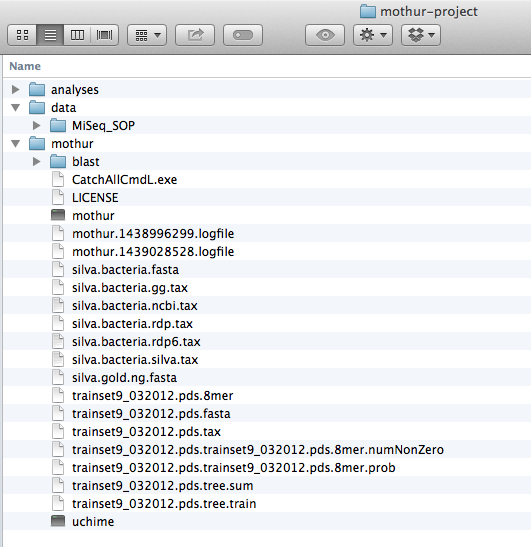 mothur-project
Name
analyses
data
MiSeq_SOP
mothur
blast
CatchAllCmdL.exe
LICENSE
mothur
mothur.1438996299.logfile
mothur.1439028528.logfile
silva.bacteria.fasta
silva.bacteria.gg.tax
silva.bacteria.ncbi.tax
silva.bacteria.rdp.tax
silva.bacteria.rdp6.tax
silva.bacteria.silva.tax
silva.gold.ng.fasta
trainset9_032012.pds.8mer
trainset9_032012.pds.fasta
trainset9_032012.pds.tax
trainset9_032012.pds.trainset9_032012.pds.8mer.numNonZero
trainset9_032012.pds.trainset9_032012.pds.8mer.prob
trainset9_032012.pds.tree.sum
trainset9_032012.pds.tree.train
uchime